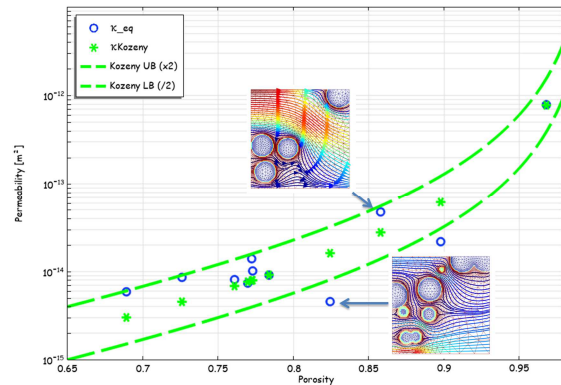 κ_eq
κKozeny
Kozeny UB (x2)
Kozeny LB (/2)
Permeability [m²]
10⁻¹²
10⁻¹³
10⁻¹⁴
10⁻¹⁵
0.65
0.7
0.75
0.8
0.85
0.9
0.95
Porosity